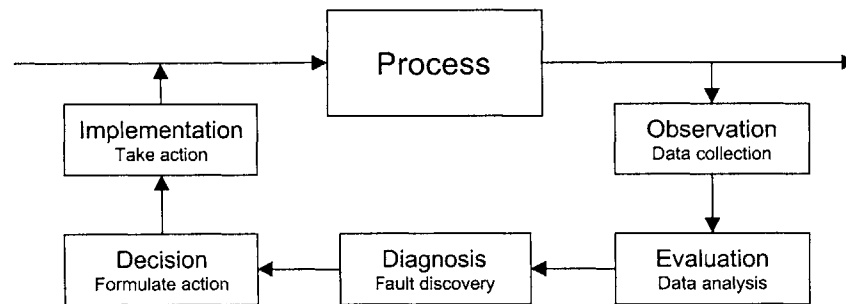 Process
Implementation
Take action
Observation
Data collection
Decision
Formulate action
Diagnosis
Fault discovery
Evaluation
Data analysis